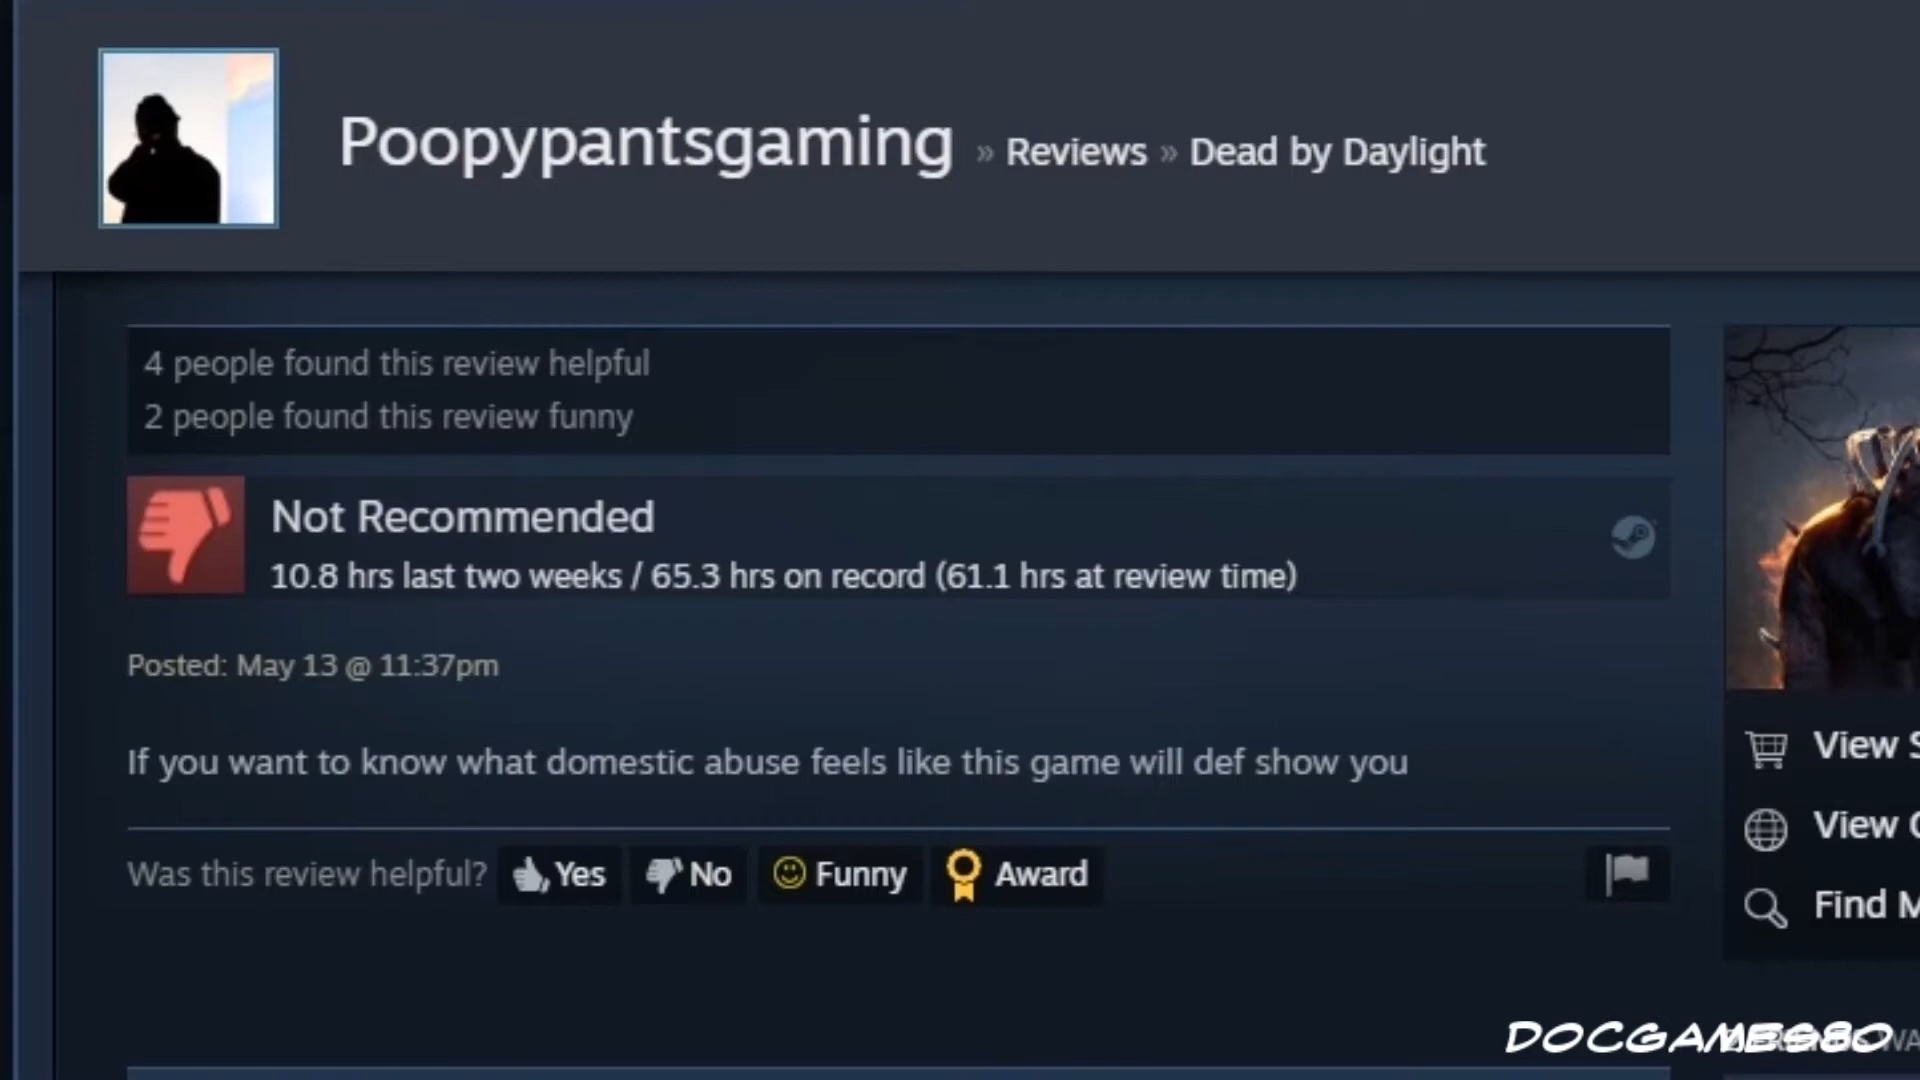 Poopypantsgaming » Reviews » Dead by Daylight
4 people found this review helpful
2 people found this review funny
Not Recommended
10.8 hrs last two weeks / 65.3 hrs on record (61.1 hrs at review time)
Posted: May 13 @ 11:37pm
If you want to know what domestic abuse feels like this game will def show you
Was this review helpful? Yes No Funny Award
View
View
Find
DOCGAMES80